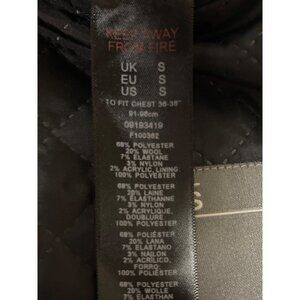 KEEP AWAY
FROM FIRE
UK S
EU S
US S
TO FIT CHEST 36-38"
91-96cm
09193419
F100362
68% POLYESTER
20% WOOL
7% ELASTANE
3% NYLON
2% ACRYLIC, LINING
100% POLYESTER
68% POLYESTER
20% LAINE
7% ELASTHANNE
3% NYLON
2% ACRYLIQUE,
DOUBLURE
100% POLYESTER
68% POLIÉSTER
20% LANA
7% ELASTANO
3% NAILON
2% ACRÍLICO,
FORRO:
100% POLIÉSTER
68% POLYESTER
20% WOLLE
7% ELASTAN